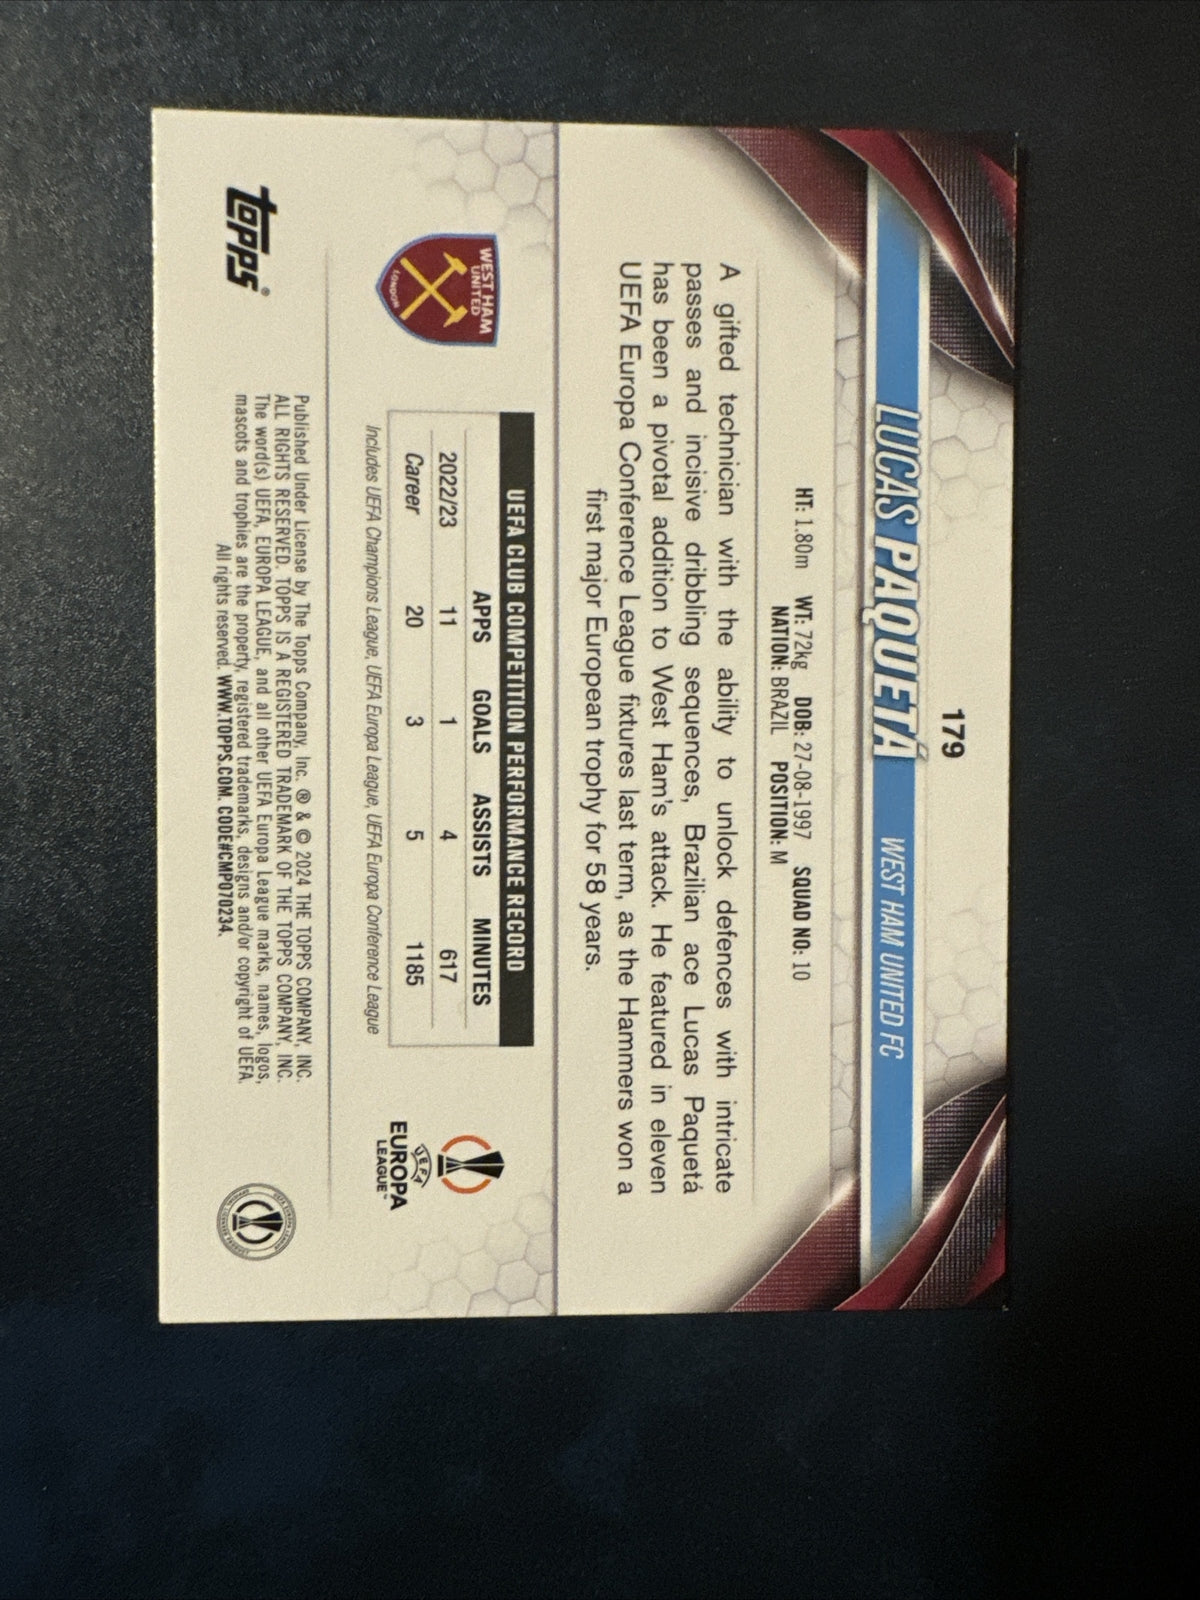 179
LUCAS PAQUETÁ WEST HAM UNITED FC
HT: 1.80m WT: 72kg DOB: 27-08-1997 SQUAD NO: 10
NATION: BRAZIL POSITION: M
A gifted technician with the ability to unlock defences with intricate
passes and incisive dribbling sequences, Brazilian ace Lucas Paquetá
has been a pivotal addition to West Ham's attack. He featured in eleven
UEFA Europa Conference League fixtures last term, as the Hammers won a
first major European trophy for 58 years.
UEFA CLUB COMPETITION PERFORMANCE RECORD
APPS GOALS ASSISTS MINUTES
2022/23 11 1 4 617
Career 20 3 5 1185
Includes UEFA Champions League, UEFA Europa League, UEFA Europa Conference League
WEST HAM
UNITED
LONDON
UEFA
EUROPA
LEAGUE™
topps®
Published Under License by The Topps Company, Inc. ® & © 2024 THE TOPPS COMPANY, INC.
ALL RIGHTS RESERVED. TOPPS IS A REGISTERED TRADEMARK OF THE TOPPS COMPANY, INC.
The word(s) UEFA, EUROPA LEAGUE, and all other UEFA Europa League marks, names, logos,
mascots and trophies are the property, registered trademarks, designs and/or copyright of UEFA.
All rights reserved. WWW.TOPPS.COM. CODE#CMP070234.